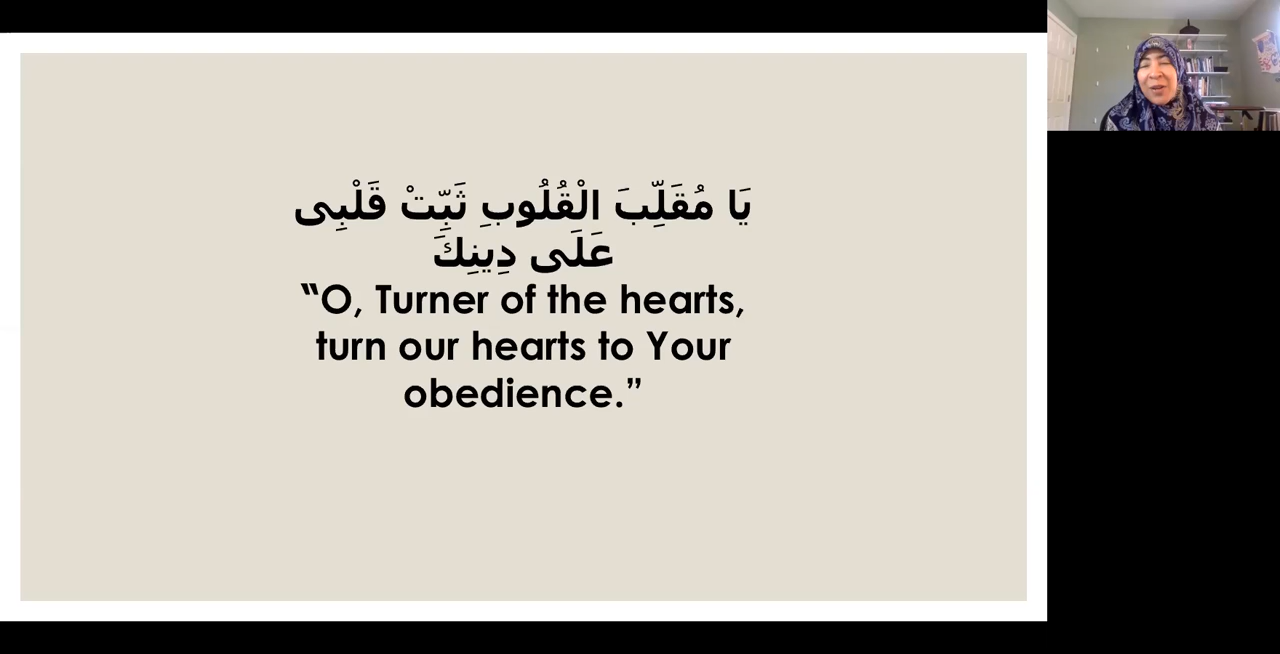 يَا مُقَلِّبَ الْقُلُوبِ ثَبِّتْ قَلْبِى
عَلَى دِينِكَ
‟O, Turner of the hearts,
turn our hearts to Your
obedience.”